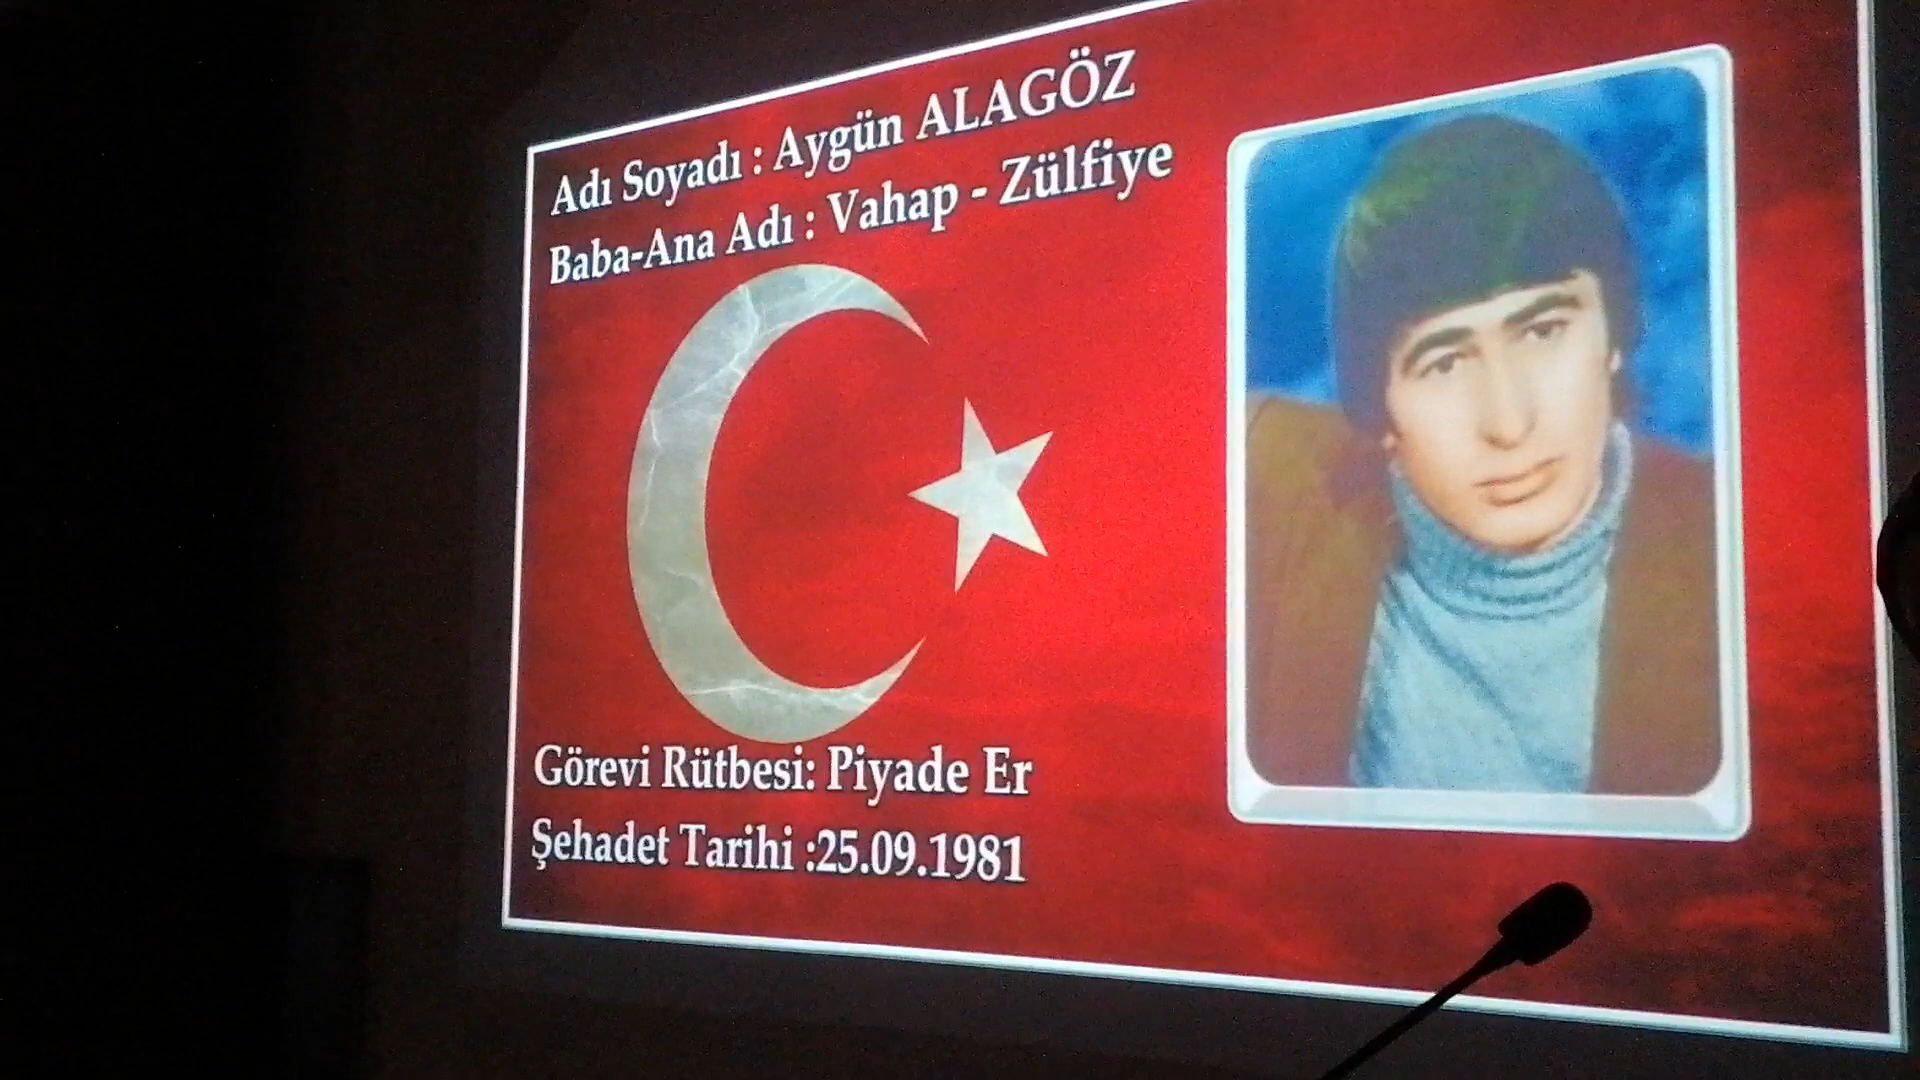 Adı Soyadı : Aygün ALAGÖZ
Baba-Ana Adı : Vahap - Zülfiye
Görevi Rütbesi: Piyade Er
Şehadet Tarihi :25.09.1981